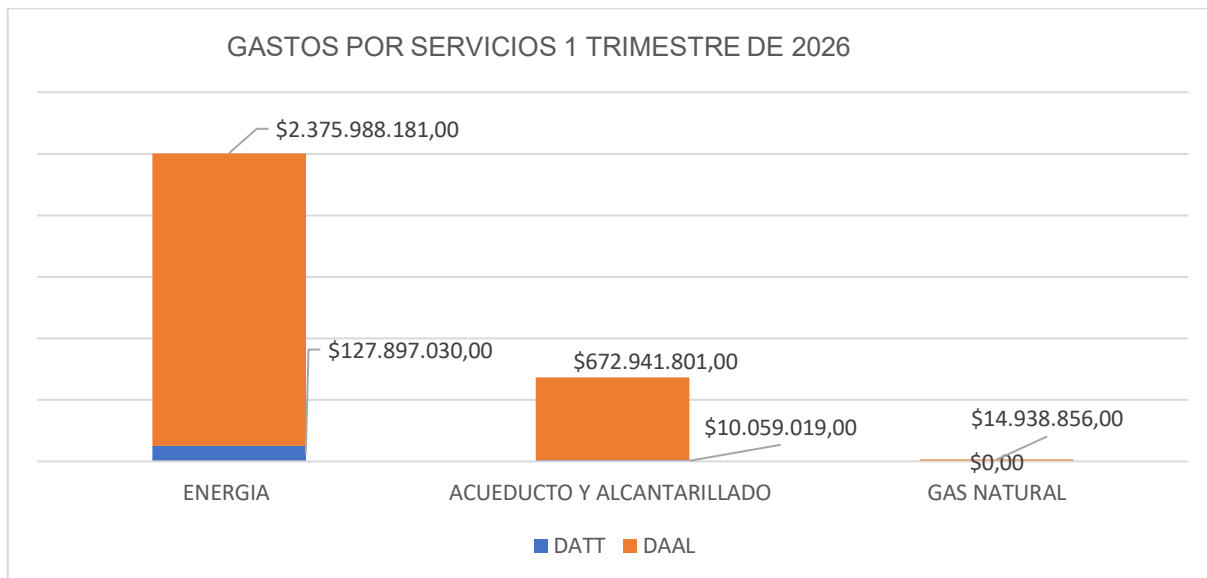 GASTOS POR SERVICIOS 1 TRIMESTRE DE 2026
$2.375.988.181,00
$127.897.030,00
$672.941.801,00
$10.059.019,00
$14.938.856,00
$0,00
ENERGIA
ACUEDUCTO Y ALCANTARILLADO
GAS NATURAL
DATT
DAAL